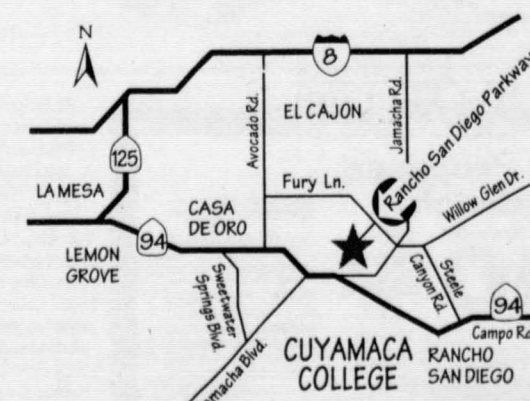 N
8
Avocado Rd.
EL CAJON
Jamacha Rd.
Rancho San Diego Parkway
125
Fury Ln.
Willow Glen Dr.
LA MESA
CASA
DE ORO
94
LEMON
GROVE
Sweetwater
Springs Blvd.
Steele
Canyon Rd.
94
Campo Rd
CUYAMACA
COLLEGE
RANCHO
SAN DIEGO
amacha Blvd.